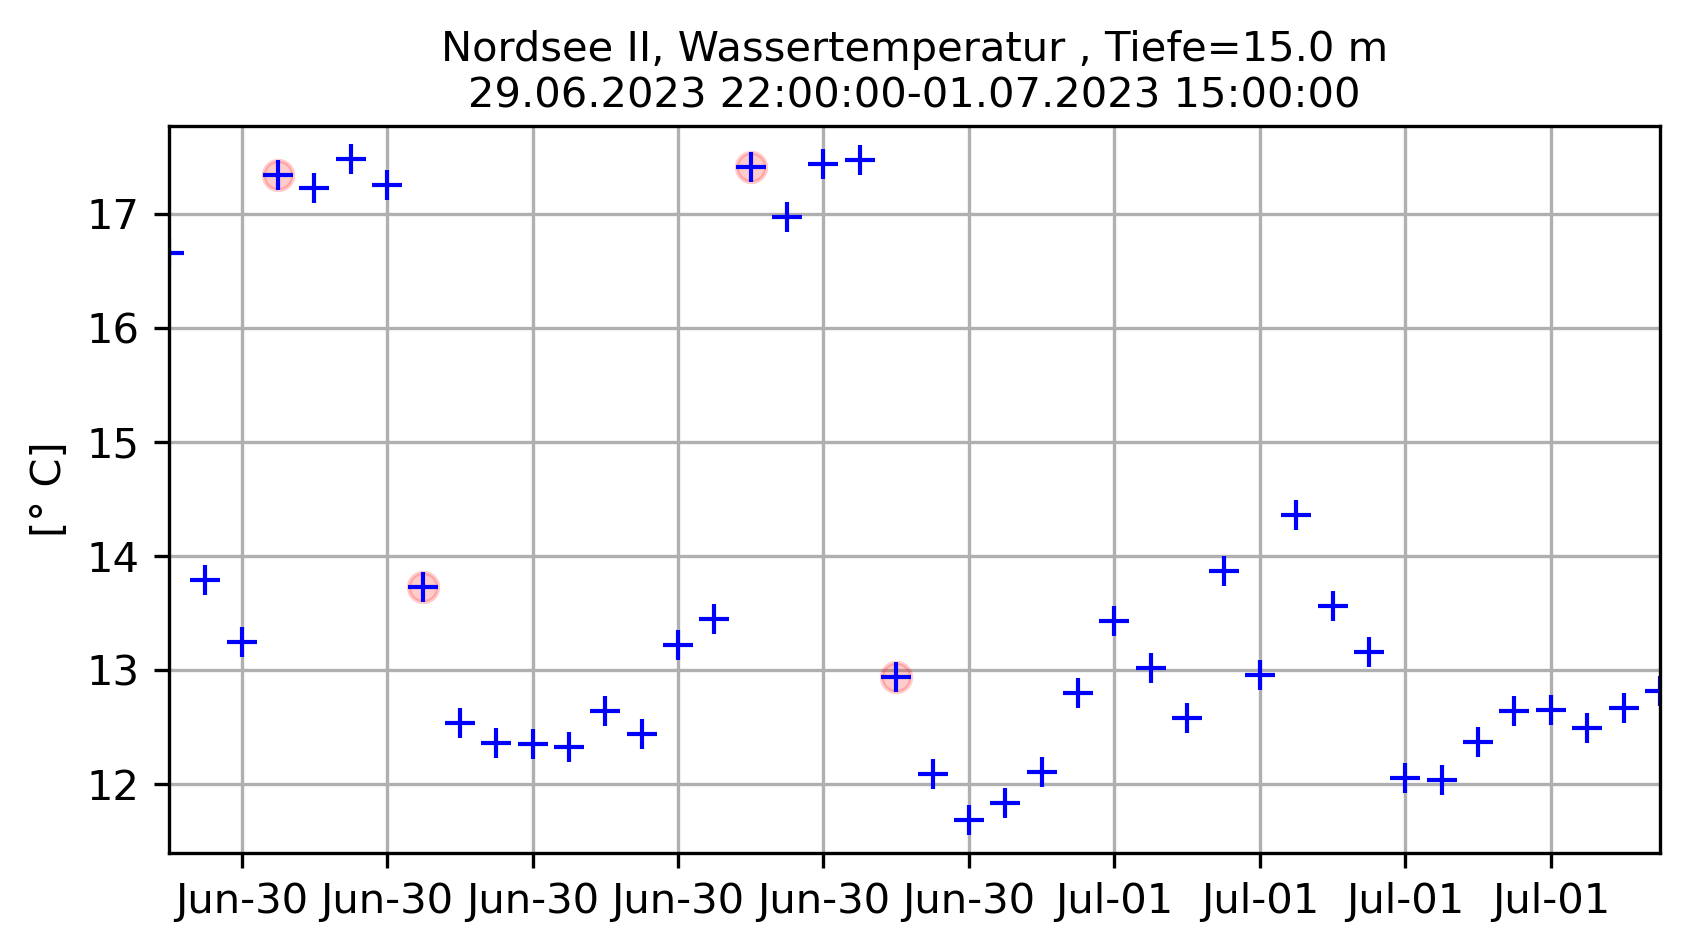 Nordsee II, Wassertemperatur , Tiefe=15.0 m
29.06.2023 22:00:00-01.07.2023 15:00:00
[° C]
17
16
15
14
13
12
Jun-30 Jun-30 Jun-30 Jun-30 Jun-30 Jun-30 Jul-01 Jul-01 Jul-01 Jul-01